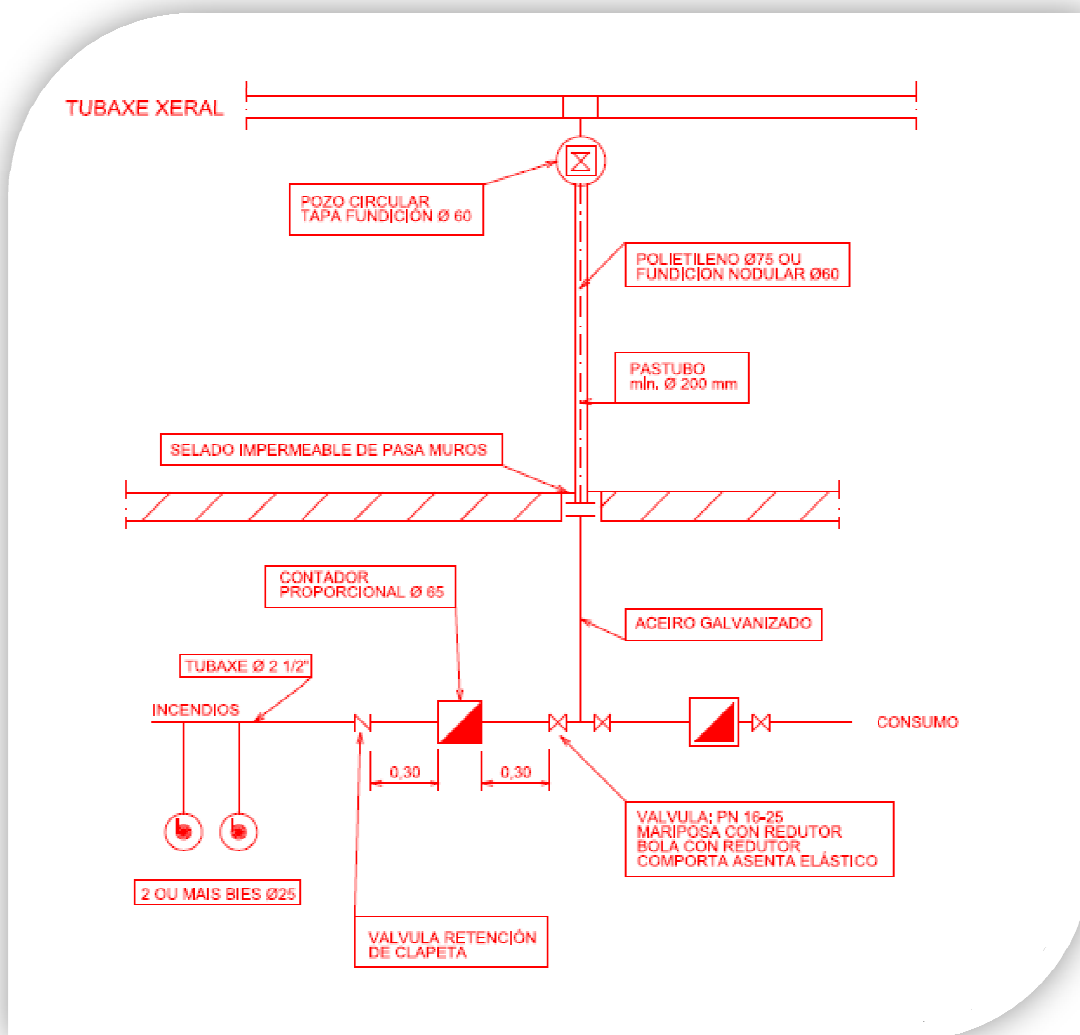 TUBAXE XERAL
POZO CIRCULAR
TAPA FUNDICIÓN Ø 60
POLIETILENO Ø75 OU
FUNDICION NODULAR Ø60
PASTUBO
mín. Ø 200 mm
SELADO IMPERMEABLE DE PASA MUROS
CONTADOR
PROPORCIONAL Ø 65
ACEIRO GALVANIZADO
TUBAXE Ø 2 1/2"
INCENDIOS
CONSUMO
0,30
0,30
VALVULA; PN 16-25
MARIPOSA CON REDUTOR
BOLA CON REDUTOR
COMPORTA ASENTA ELÁSTICO
2 OU MAIS BIES Ø25
VALVULA RETENCIÓN
DE CLAPETA